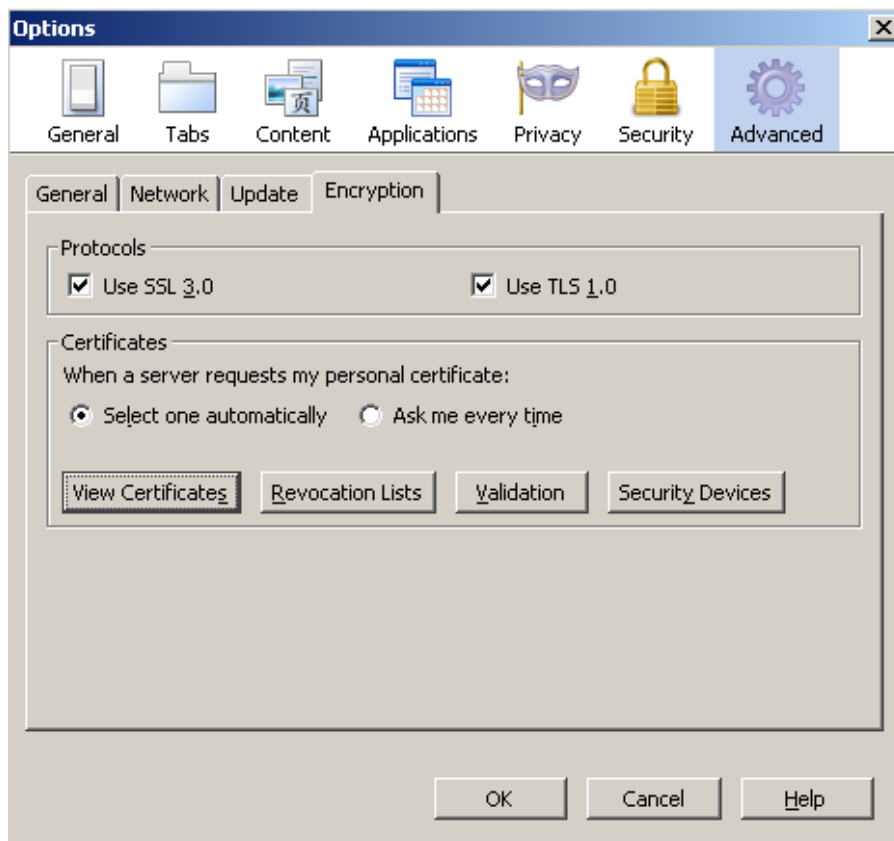 Options
General Tabs Content Applications Privacy Security Advanced
General Network Update Encryption
Protocols
Use SSL 3.0 Use TLS 1.0
Certificates
When a server requests my personal certificate:
Select one automatically Ask me every time
View Certificates Revocation Lists Validation Security Devices
OK Cancel Help